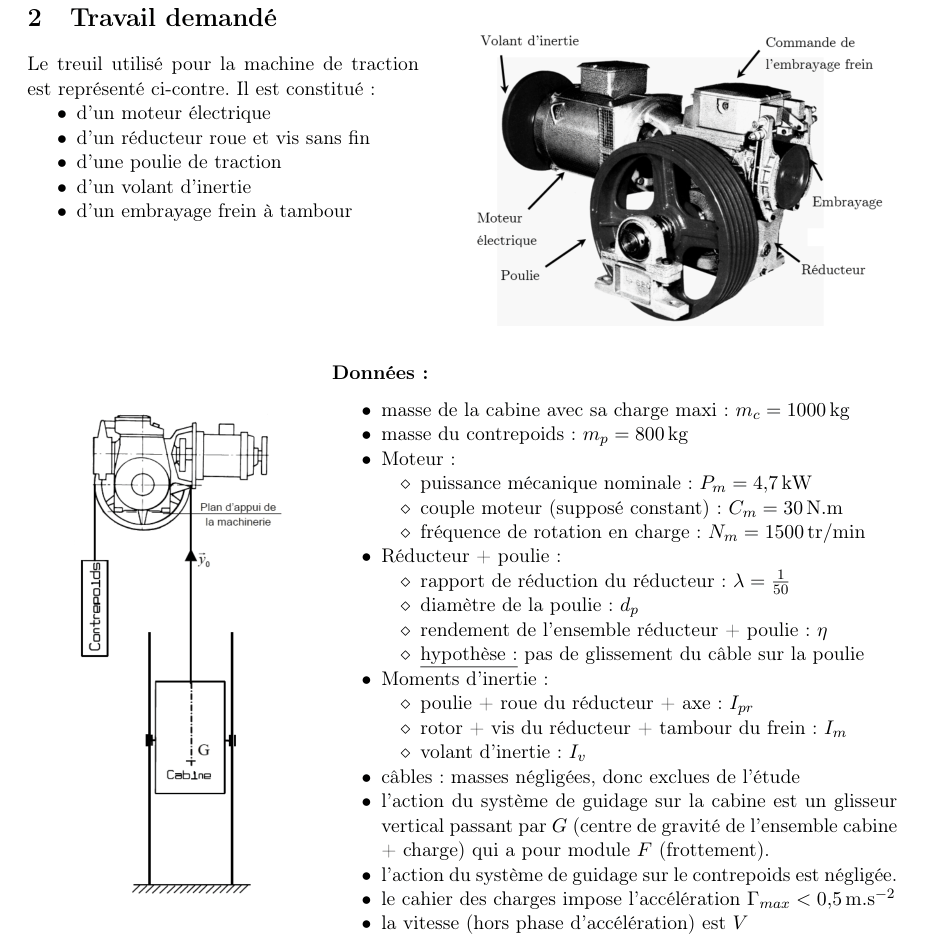 2 Travail demandé
Le treuil utilisé pour la machine de traction
est représenté ci-contre. Il est constitué :
• d'un moteur électrique
• d'un réducteur roue et vis sans fin
• d'une poulie de traction
• d'un volant d'inertie
• d'un embrayage frein à tambour
Volant d'inertie
Commande de
l'embrayage frein
Embrayage
Moteur
électrique
Poulie
Réducteur
Plan d'appui de
la machinerie
y⃗₀
Contrepoids
G
Cabine
Données :
• masse de la cabine avec sa charge maxi : m_c = 1000 kg
• masse du contrepoids : m_p = 800 kg
• Moteur :
⋄ puissance mécanique nominale : P_m = 4,7 kW
⋄ couple moteur (supposé constant) : C_m = 30 N.m
⋄ fréquence de rotation en charge : N_m = 1500 tr/min
• Réducteur + poulie :
⋄ rapport de réduction du réducteur : λ = 1/50
⋄ diamètre de la poulie : d_p
⋄ rendement de l'ensemble réducteur + poulie : η
⋄ hypothèse : pas de glissement du câble sur la poulie
• Moments d'inertie :
⋄ poulie + roue du réducteur + axe : I_pr
⋄ rotor + vis du réducteur + tambour du frein : I_m
⋄ volant d'inertie : I_v
• câbles : masses négligées, donc exclues de l'étude
• l'action du système de guidage sur la cabine est un glisseur
vertical passant par G (centre de gravité de l'ensemble cabine
+ charge) qui a pour module F (frottement).
• l'action du système de guidage sur le contrepoids est négligée.
• le cahier des charges impose l'accélération Γ_max < 0,5 m.s⁻²
• la vitesse (hors phase d'accélération) est V